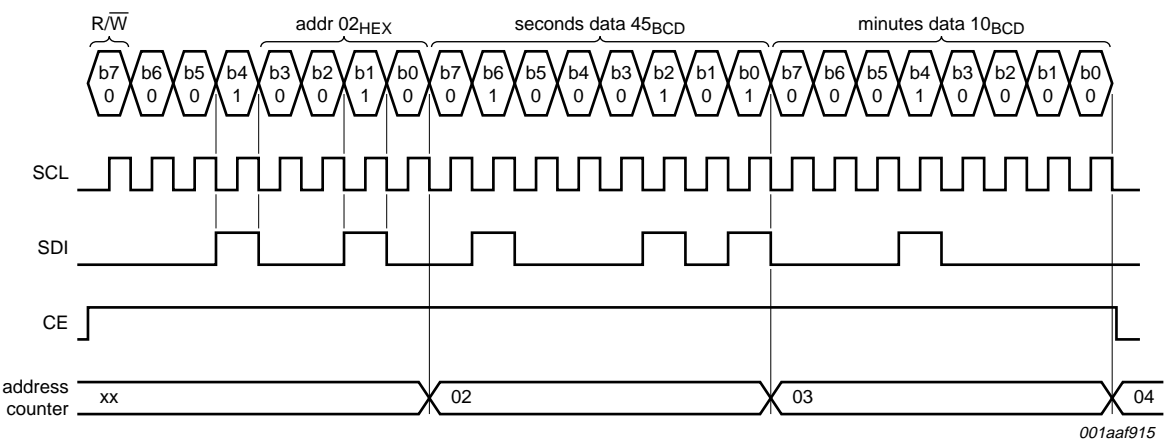 R/W addr 02HEX seconds data 45BCD minutes data 10BCD
b7 b6 b5 b4 b3 b2 b1 b0 b7 b6 b5 b4 b3 b2 b1 b0 b7 b6 b5 b4 b3 b2 b1 b0
0 0 0 1 0 0 1 0 0 1 0 0 0 1 0 1 0 0 0 1 0 0 0 0
SCL
SDI
CE
address
counter
xx 02 03 04
001aaf915